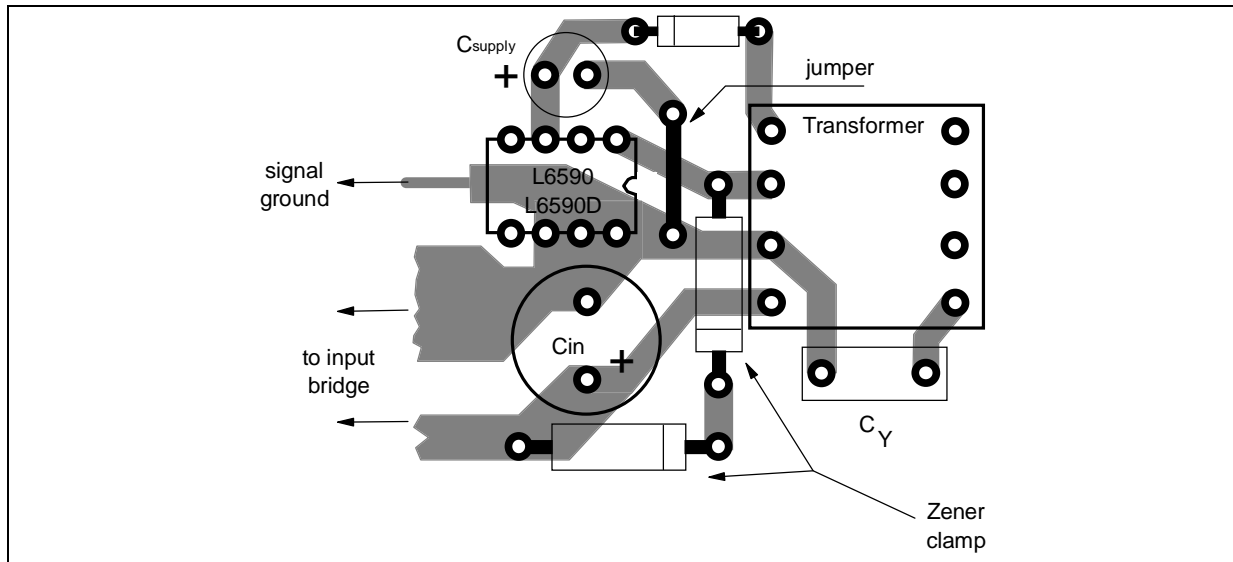 Csupply
+
jumper
Transformer
signal
ground
L6590
L6590D
to input
bridge
Cin
+
CY
Zener
clamp